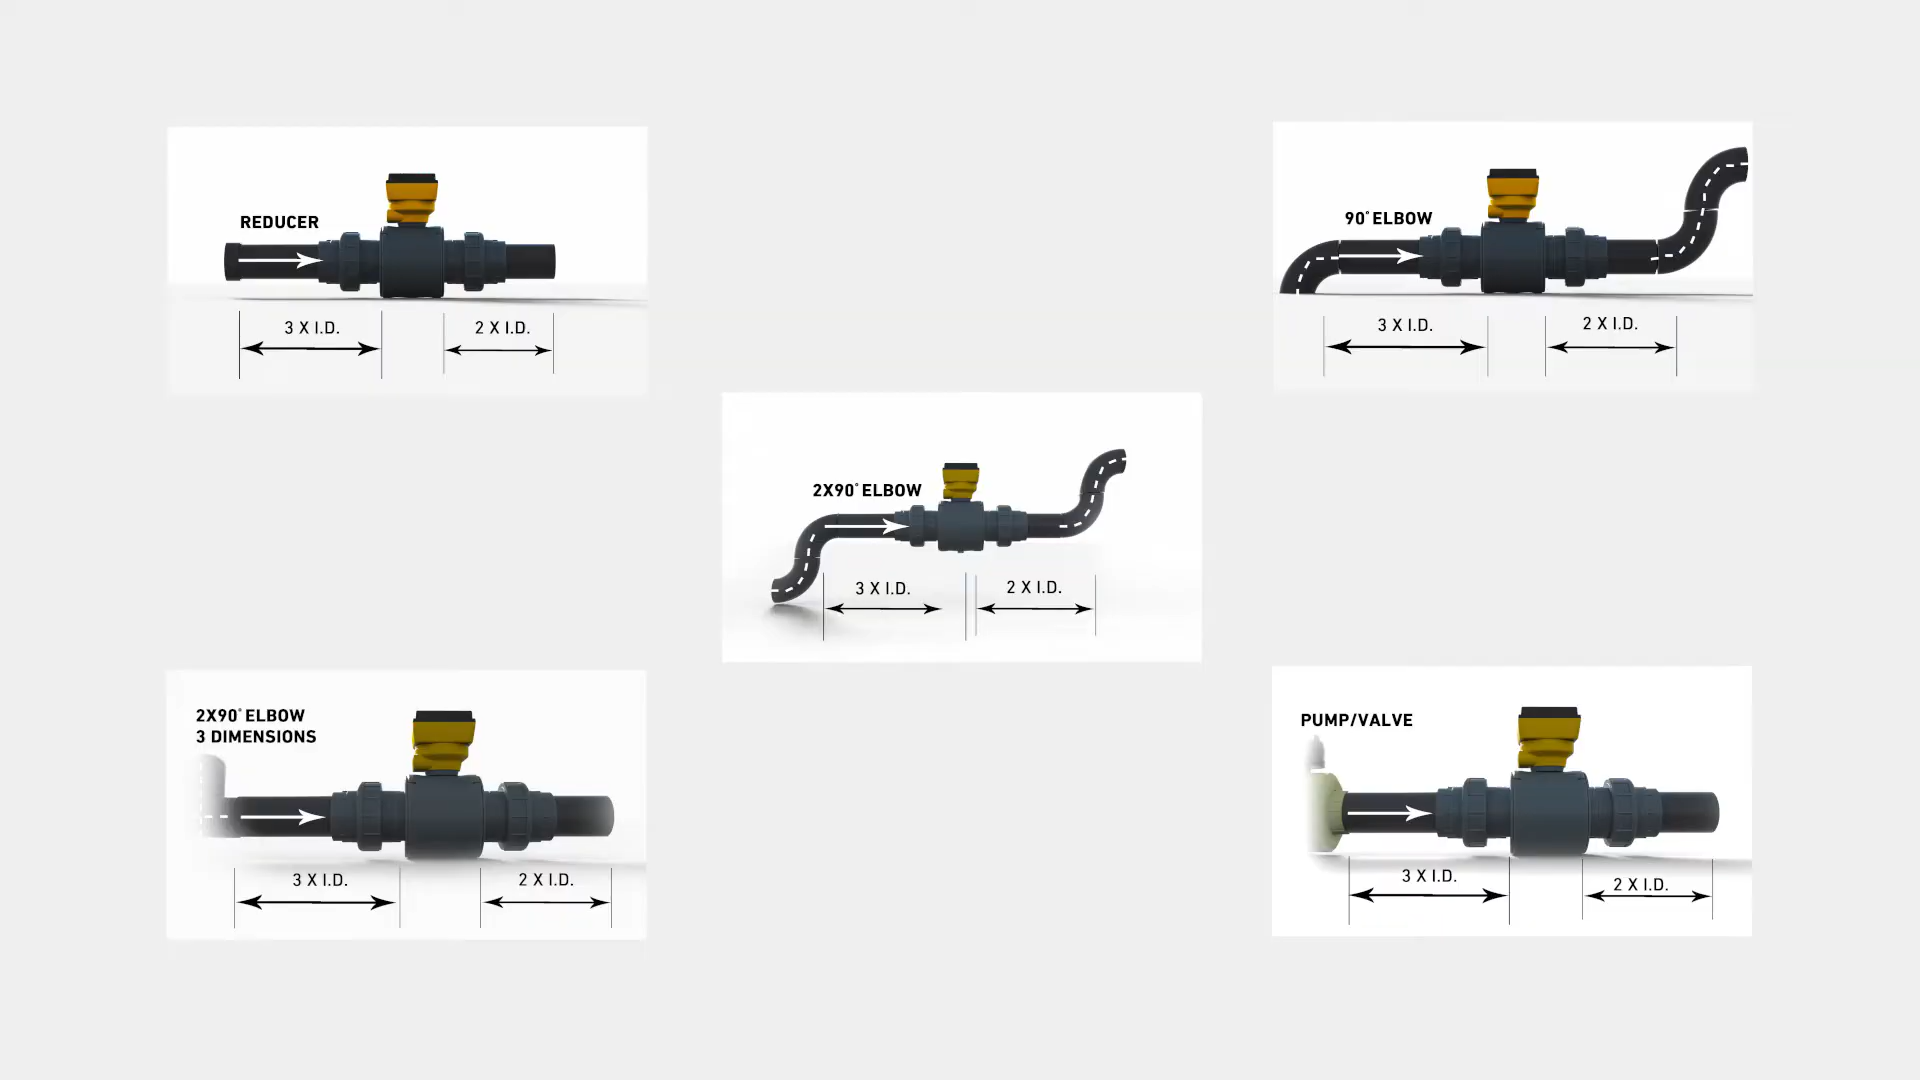 REDUCER
3 X I.D.
2 X I.D.
90° ELBOW
3 X I.D.
2 X I.D.
2X90° ELBOW
3 X I.D.
2 X I.D.
2X90° ELBOW
3 DIMENSIONS
3 X I.D.
2 X I.D.
PUMP/VALVE
3 X I.D.
2 X I.D.